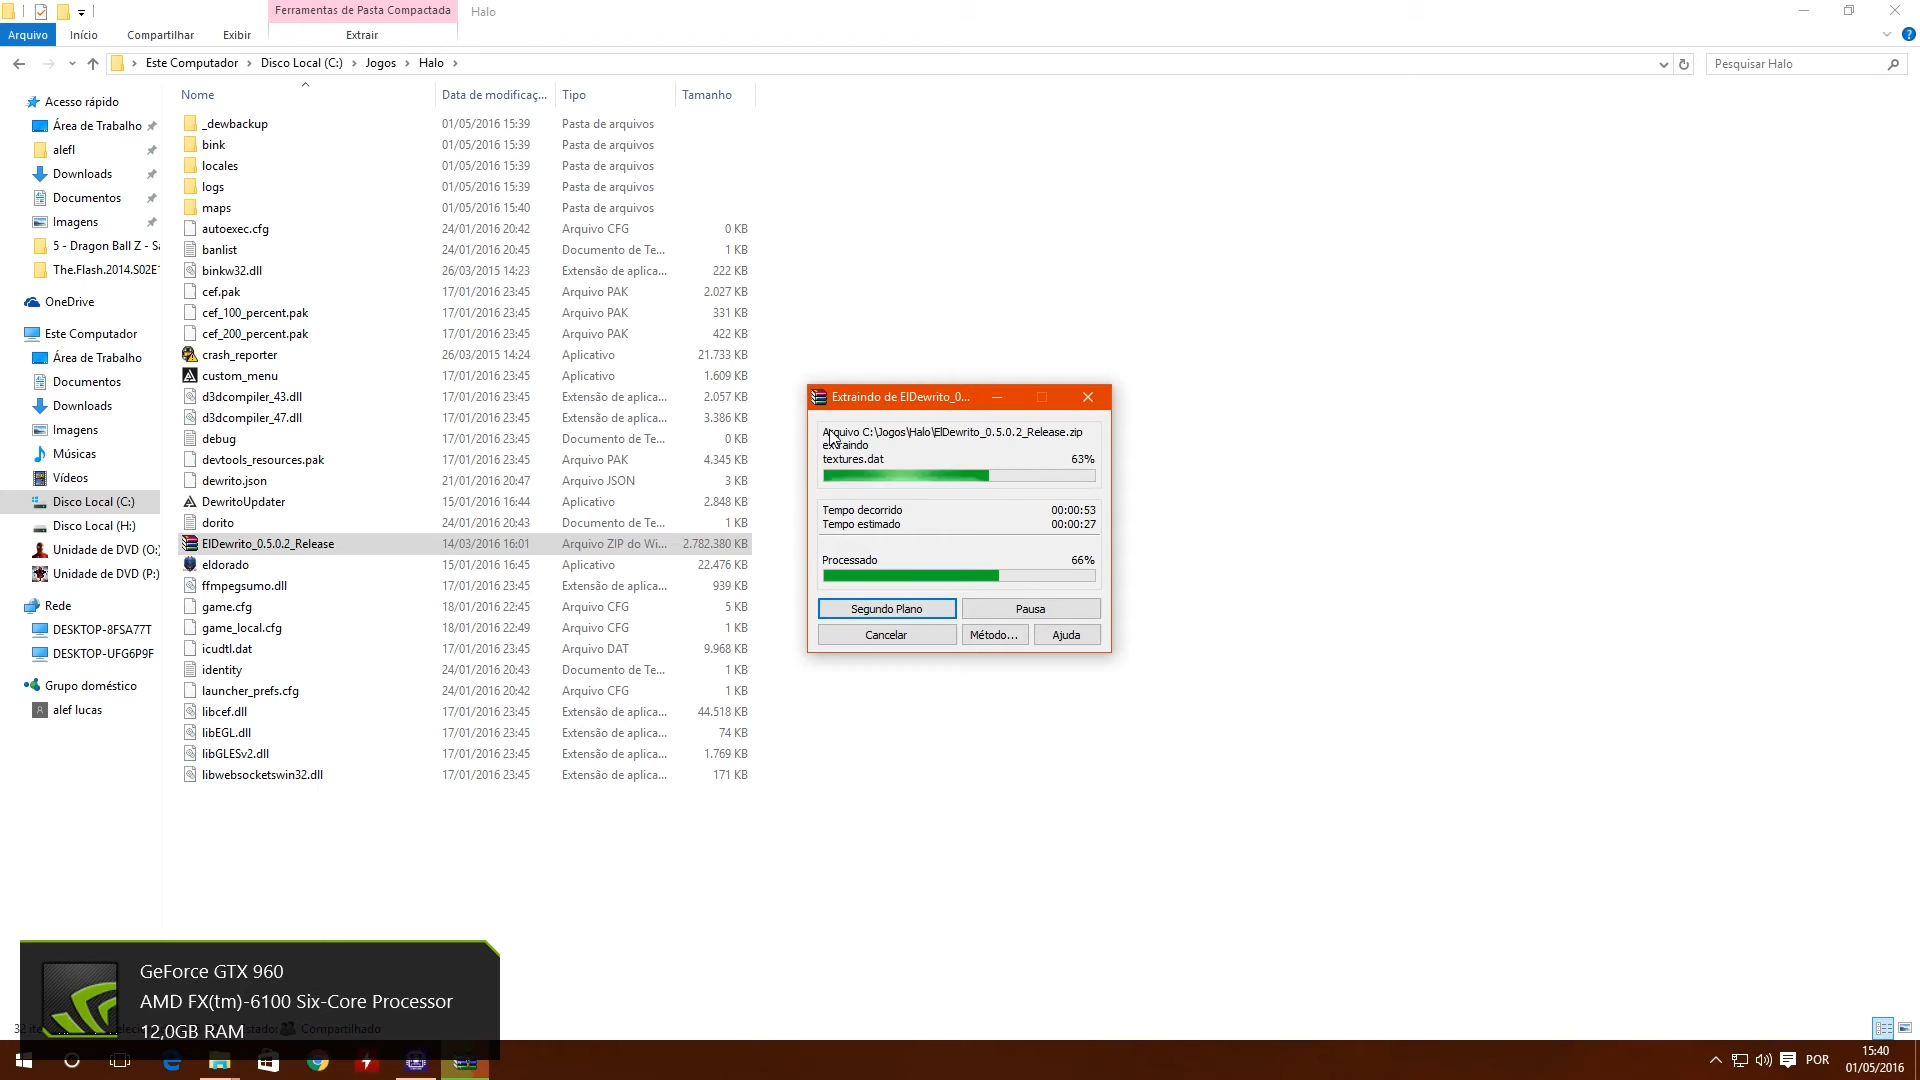 Ferramentas de Pasta Compactada
Halo
Arquivo
Início
Compartilhar
Exibir
Extrair
Este Computador > Disco Local (C:) > Jogos > Halo >
Pesquisar Halo
Acesso rápido
Área de Trabalho
alefl
Downloads
Documentos
Imagens
5 - Dragon Ball Z - Sa
The.Flash.2014.S02E1
OneDrive
Este Computador
Área de Trabalho
Documentos
Downloads
Imagens
Músicas
Vídeos
Disco Local (C:)
Disco Local (H:)
Unidade de DVD (O:)
Unidade de DVD (P:)
Rede
DESKTOP-8FSA77T
DESKTOP-UFG6P9F
Grupo doméstico
alef lucas
Nome Data de modificaç... Tipo Tamanho
_dewbackup 01/05/2016 15:39 Pasta de arquivos
bink 01/05/2016 15:39 Pasta de arquivos
locales 01/05/2016 15:39 Pasta de arquivos
logs 01/05/2016 15:39 Pasta de arquivos
maps 01/05/2016 15:40 Pasta de arquivos
autoexec.cfg 24/01/2016 20:42 Arquivo CFG 0 KB
banlist 24/01/2016 20:45 Documento de Te... 1 KB
binkw32.dll 26/03/2015 14:23 Extensão de aplica... 222 KB
cef.pak 17/01/2016 23:45 Arquivo PAK 2.027 KB
cef_100_percent.pak 17/01/2016 23:45 Arquivo PAK 331 KB
cef_200_percent.pak 17/01/2016 23:45 Arquivo PAK 422 KB
crash_reporter 26/03/2015 14:24 Aplicativo 21.733 KB
custom_menu 17/01/2016 23:45 Aplicativo 1.609 KB
d3dcompiler_43.dll 17/01/2016 23:45 Extensão de aplica... 2.057 KB
d3dcompiler_47.dll 17/01/2016 23:45 Extensão de aplica... 3.386 KB
debug 17/01/2016 23:45 Documento de Te... 0 KB
devtools_resources.pak 17/01/2016 23:45 Arquivo PAK 4.345 KB
dewrito.json 21/01/2016 20:47 Arquivo JSON 3 KB
DewritoUpdater 15/01/2016 16:44 Aplicativo 2.848 KB
dorito 24/01/2016 20:43 Documento de Te... 1 KB
ElDewrito_0.5.0.2_Release 14/03/2016 16:01 Arquivo ZIP do Wi... 2.782.380 KB
eldorado 15/01/2016 16:45 Aplicativo 22.476 KB
ffmpegsumo.dll 17/01/2016 23:45 Extensão de aplica... 939 KB
game.cfg 18/01/2016 22:45 Arquivo CFG 5 KB
game_local.cfg 18/01/2016 22:49 Arquivo CFG 1 KB
icudtl.dat 17/01/2016 23:45 Arquivo DAT 9.968 KB
identity 24/01/2016 20:43 Documento de Te... 1 KB
launcher_prefs.cfg 24/01/2016 20:42 Arquivo CFG 1 KB
libcef.dll 17/01/2016 23:45 Extensão de aplica... 44.518 KB
libEGL.dll 17/01/2016 23:45 Extensão de aplica... 74 KB
libGLESv2.dll 17/01/2016 23:45 Extensão de aplica... 1.769 KB
libwebsocketswin32.dll 17/01/2016 23:45 Extensão de aplica... 171 KB
Extraindo de ElDewrito_0...
Arquivo C:\Jogos\Halo\ElDewrito_0.5.0.2_Release.zip
extraindo
textures.dat 63%
Tempo decorrido 00:00:53
Tempo estimado 00:00:27
Processado 66%
Segundo Plano Pausa
Cancelar Método... Ajuda
GeForce GTX 960
AMD FX(tm)-6100 Six-Core Processor
12,0GB RAM
Compartilhado
POR
15:40
01/05/2016